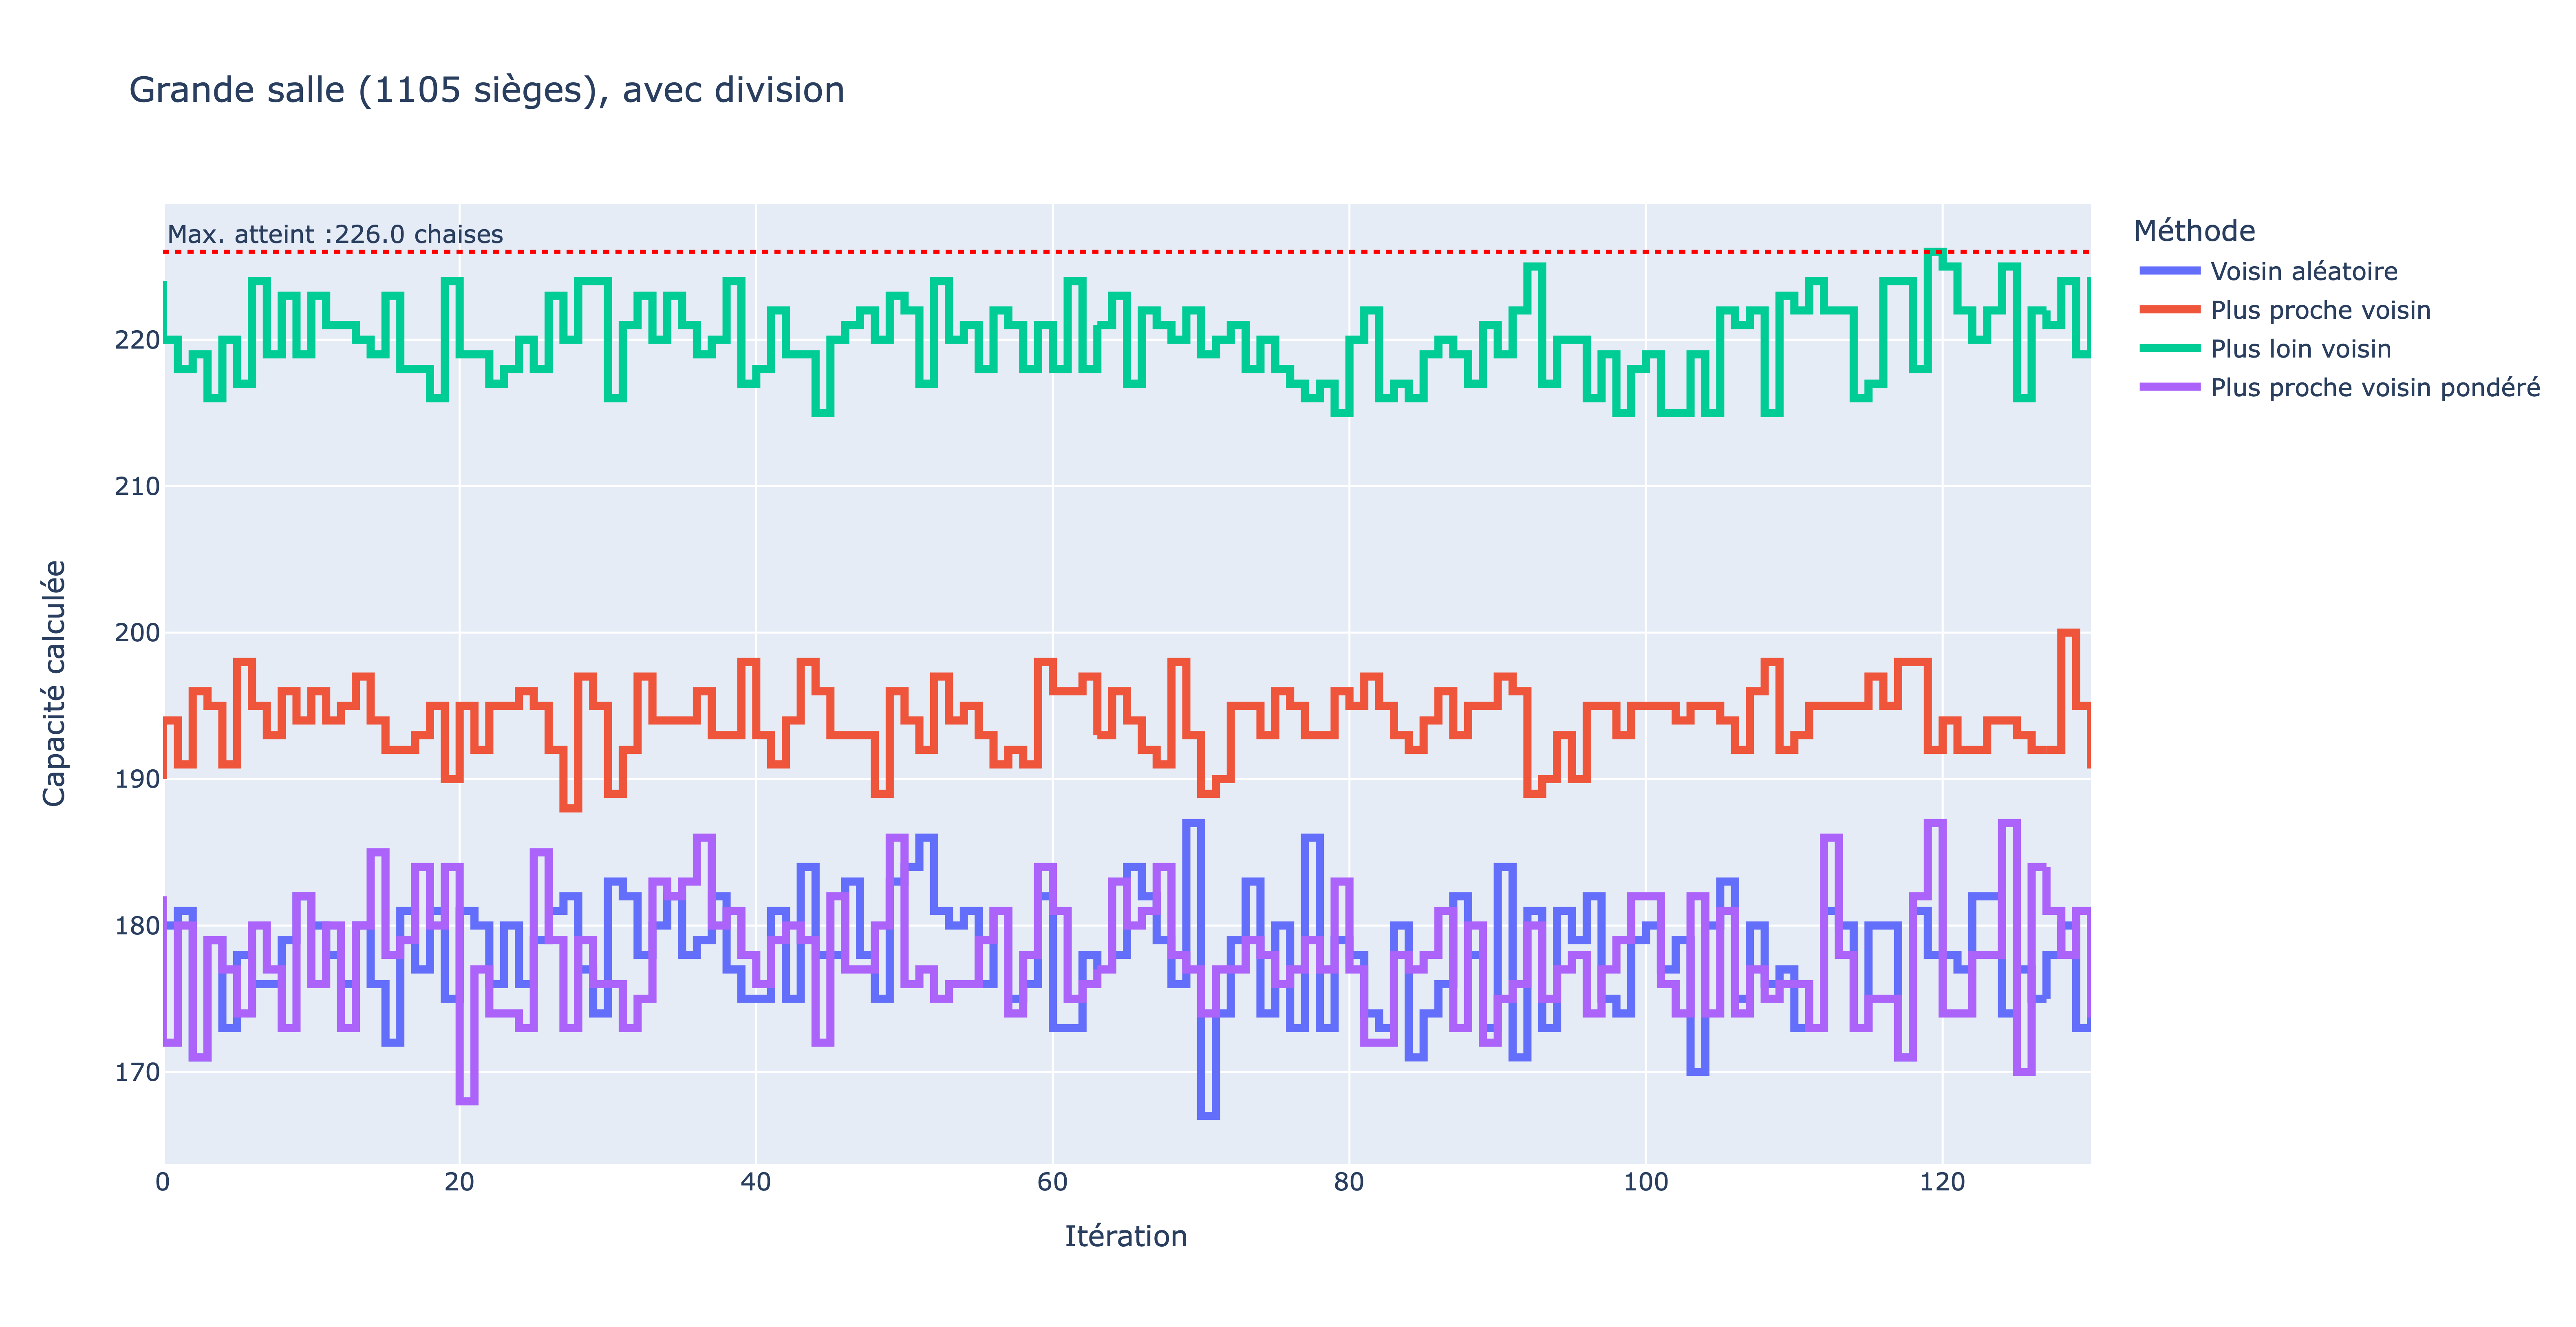 Grande salle (1105 sièges), avec division
Max. atteint :226.0 chaises
Méthode
Voisin aléatoire
Plus proche voisin
Plus loin voisin
Plus proche voisin pondéré
220
210
200
190
180
170
Capacité calculée
0 20 40 60 80 100 120
Itération